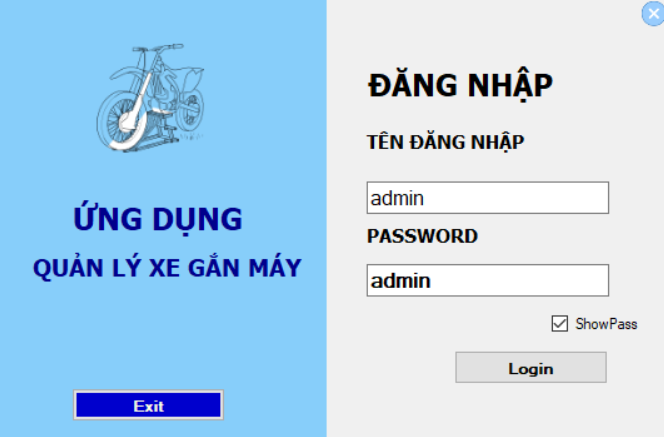 ỨNG DỤNG
QUẢN LÝ XE GẮN MÁY
Exit
ĐĂNG NHẬP
TÊN ĐĂNG NHẬP
admin
PASSWORD
admin
ShowPass
Login